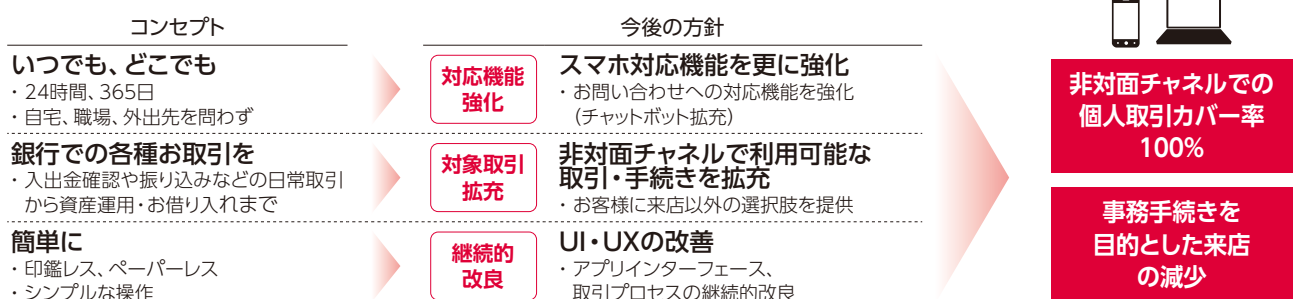 コンセプト
いつでも、どこでも
・24時間、365日
・自宅、職場、外出先を問わず
銀行での各種お取引を
・入出金確認や振り込みなどの日常取引
から資産運用・お借り入れまで
簡単に
・印鑑レス、ペーパーレス
・シンプルな操作
今後の方針
対応機能
強化
スマホ対応機能を更に強化
・お問い合わせへの対応機能を強化
（チャットボット拡充）
対象取引
拡充
非対面チャネルで利用可能な
取引・手続きを拡充
・お客様に来店以外の選択肢を提供
継続的
改良
UI・UXの改善
・アプリインターフェース、
取引プロセスの継続的改良
非対面チャネルでの
個人取引カバー率
100%
事務手続きを
目的とした来店
の減少